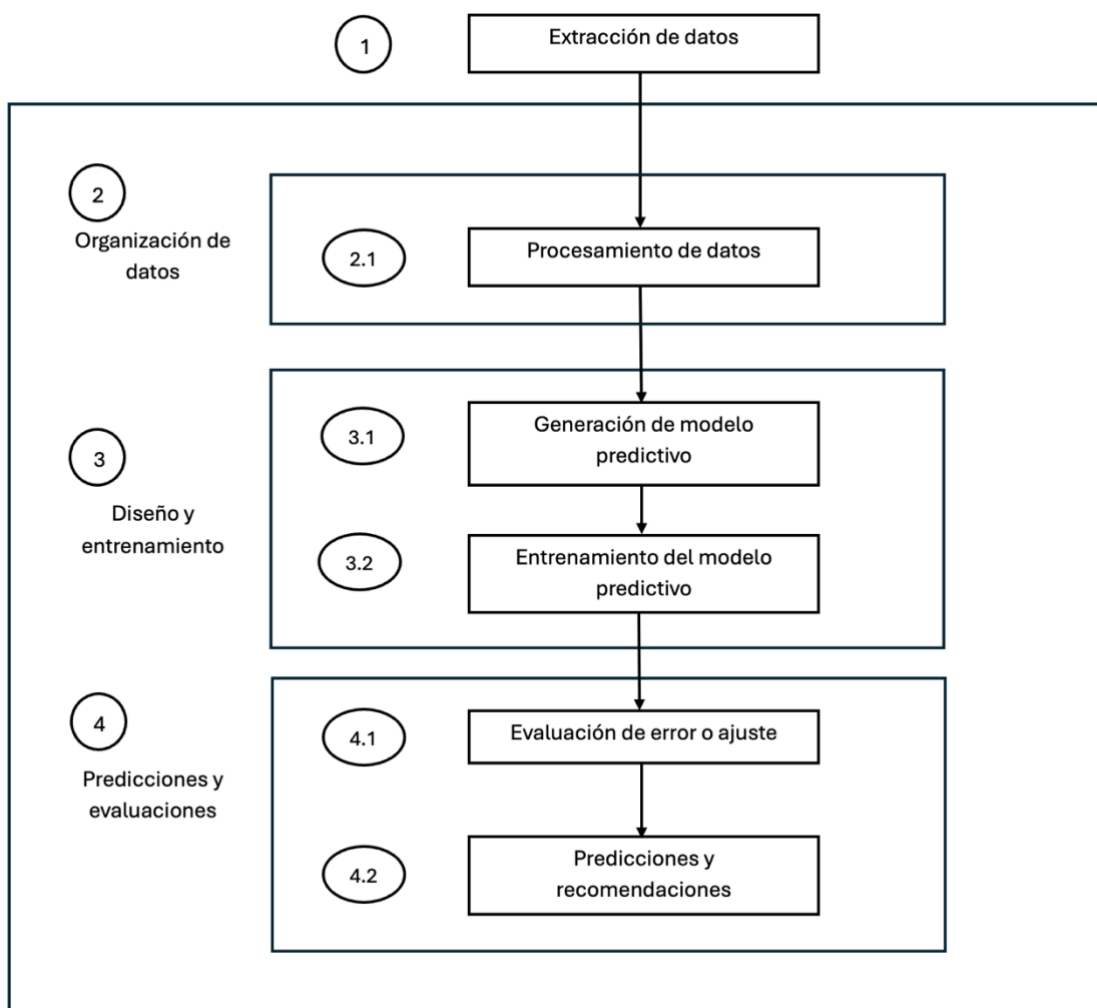 1
Extracción de datos
2
Organización de
datos
2.1
Procesamiento de datos
3
Diseño y
entrenamiento
3.1
Generación de modelo
predictivo
3.2
Entrenamiento del modelo
predictivo
4
Predicciones y
evaluaciones
4.1
Evaluación de error o ajuste
4.2
Predicciones y
recomendaciones